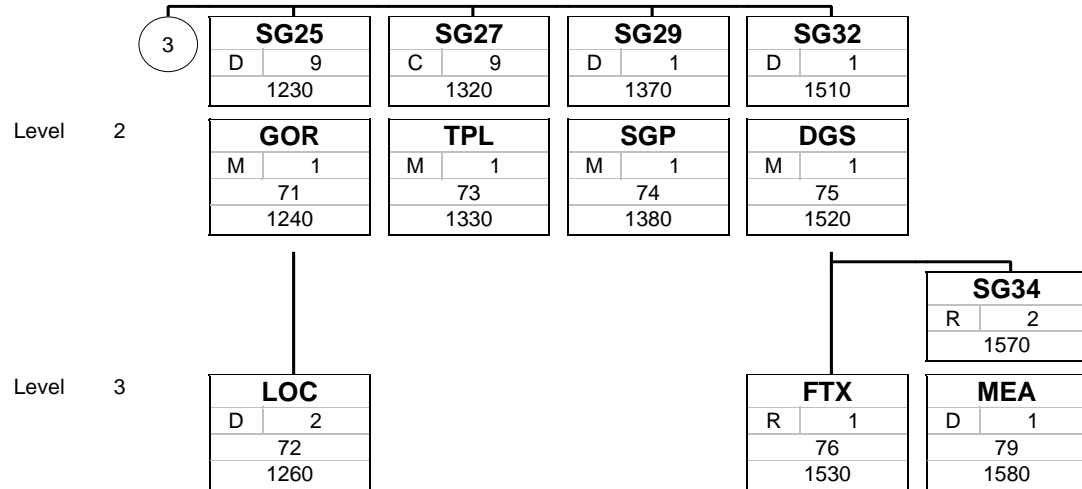 3
SG25 SG27 SG29 SG32
D 9 C 9 D 1 D 1
1230 1320 1370 1510
Level 2
GOR TPL SGP DGS
M 1 M 1 M 1 M 1
71 73 74 75
1240 1330 1380 1520
SG34
R 2
1570
Level 3
LOC FTX MEA
D 2 R 1 D 1
72 76 79
1260 1530 1580